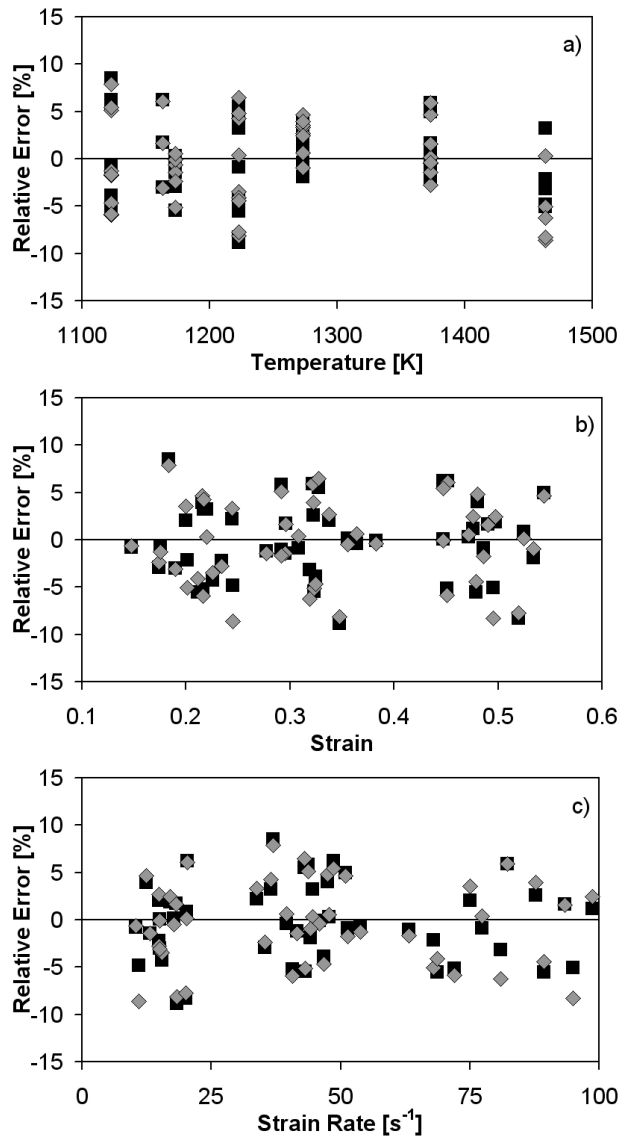 15
a)
10
5
0
-5
-10
-15
Relative Error [%]
1100 1200 1300 1400 1500
Temperature [K]
15
b)
10
5
0
-5
-10
-15
Relative Error [%]
0.1 0.2 0.3 0.4 0.5 0.6
Strain
15
c)
10
5
0
-5
-10
-15
Relative Error [%]
0 25 50 75 100
Strain Rate [s⁻¹]